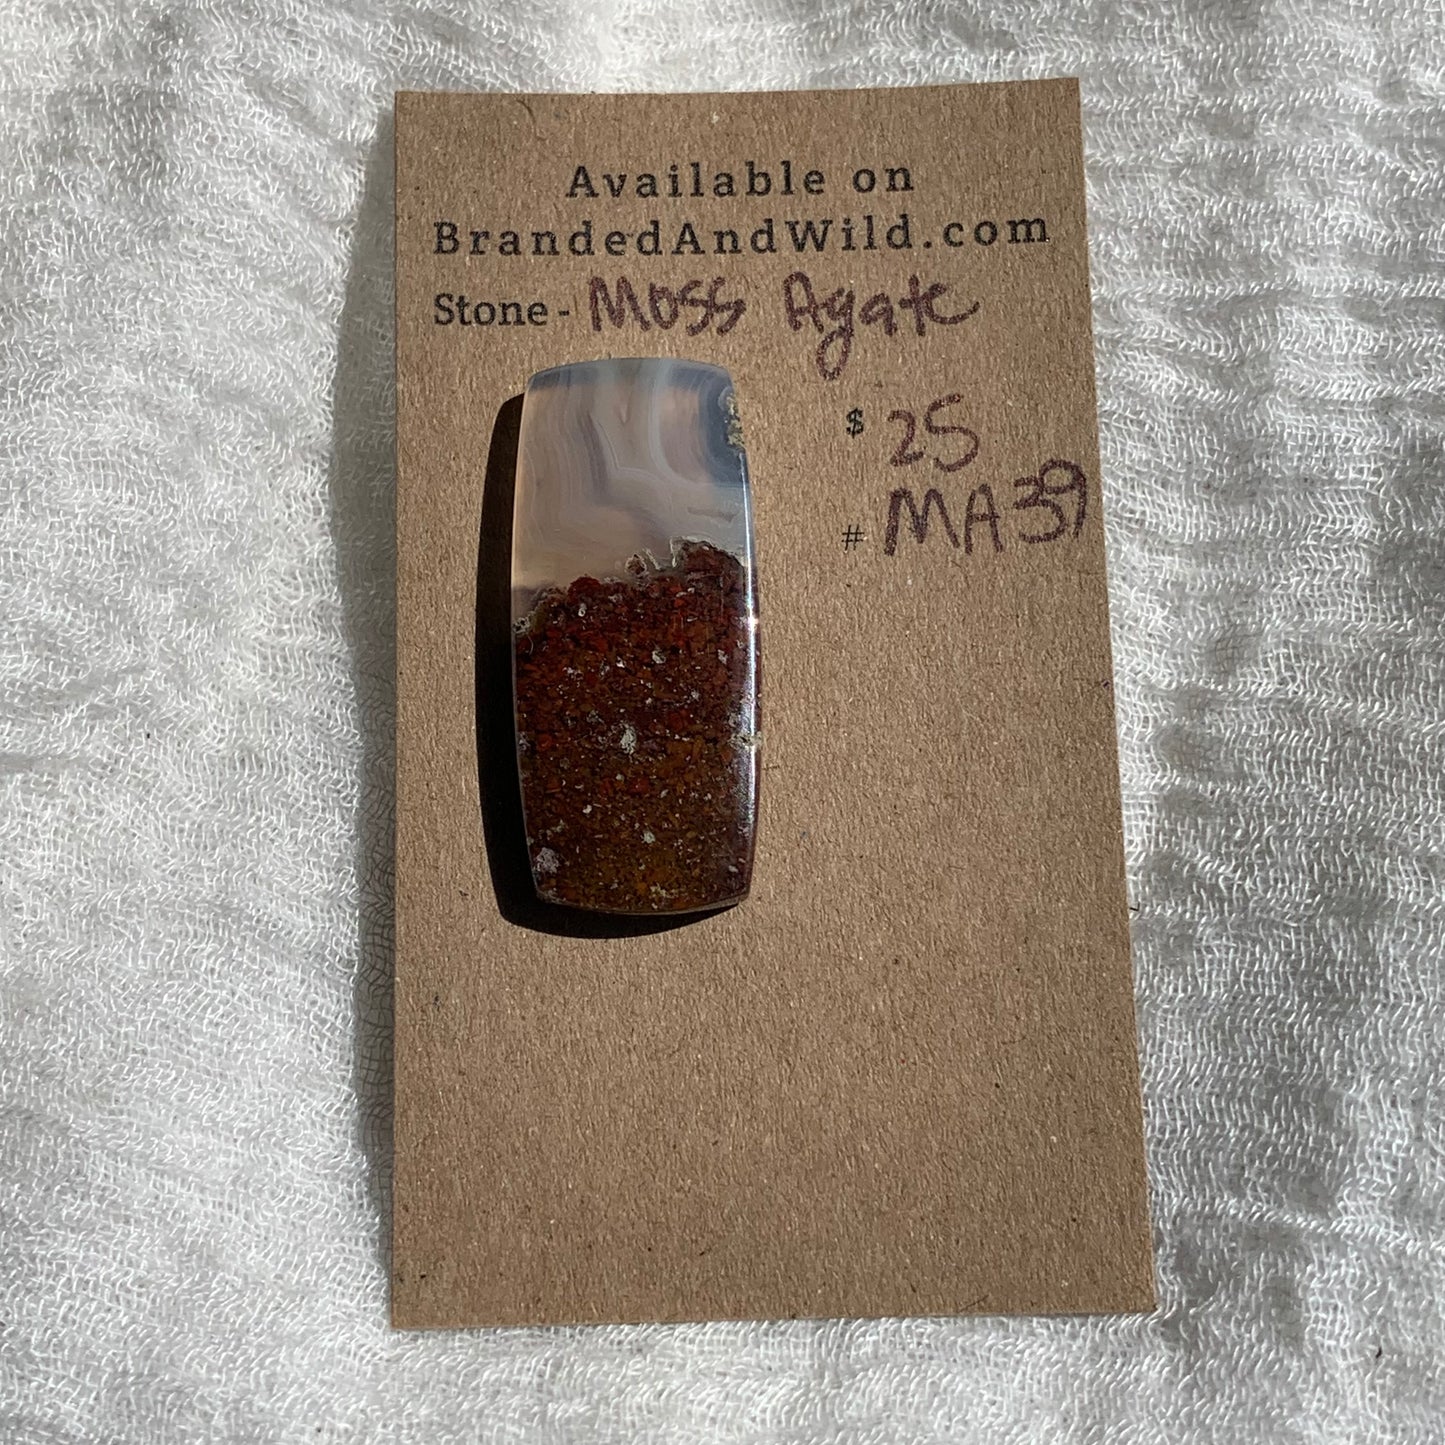 Available on
BrandedAndWild.com
Stone - Moss Agate
$ 25
# MA39